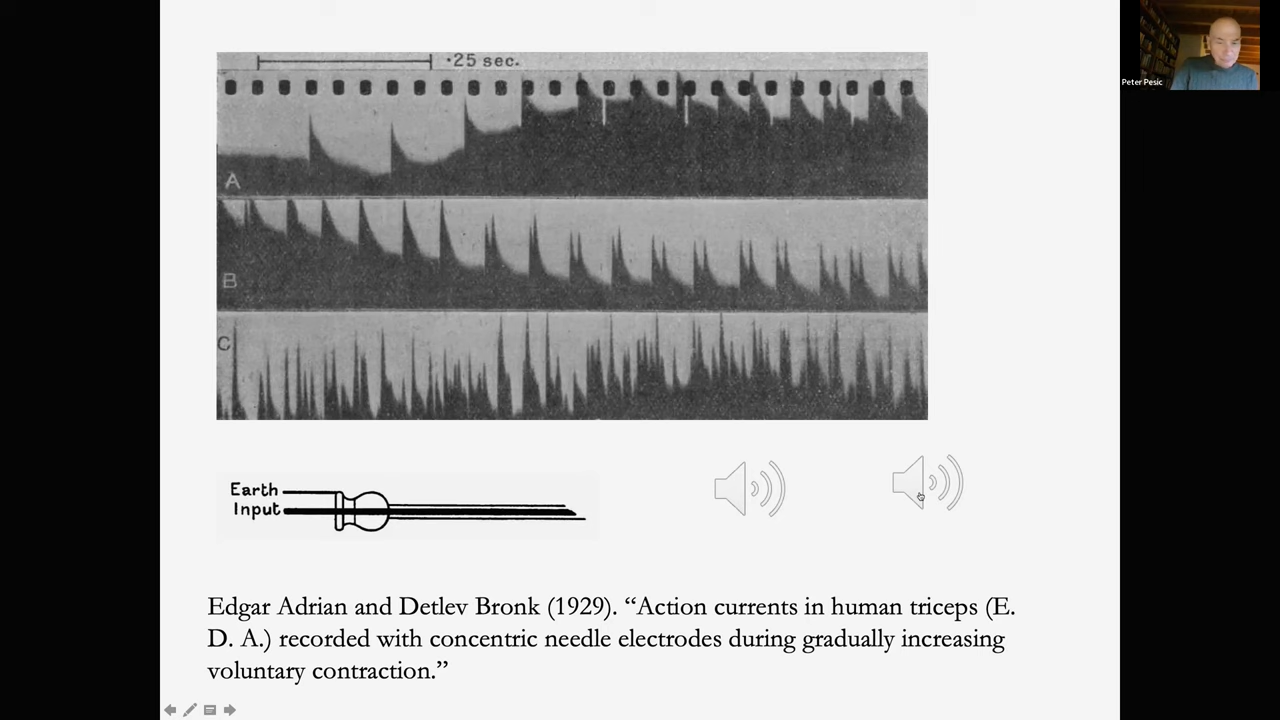 ·25 sec.
Peter Pesic
A
B
C
Earth
Input
Edgar Adrian and Detlev Bronk (1929). “Action currents in human triceps (E.
D. A.) recorded with concentric needle electrodes during gradually increasing
voluntary contraction.”